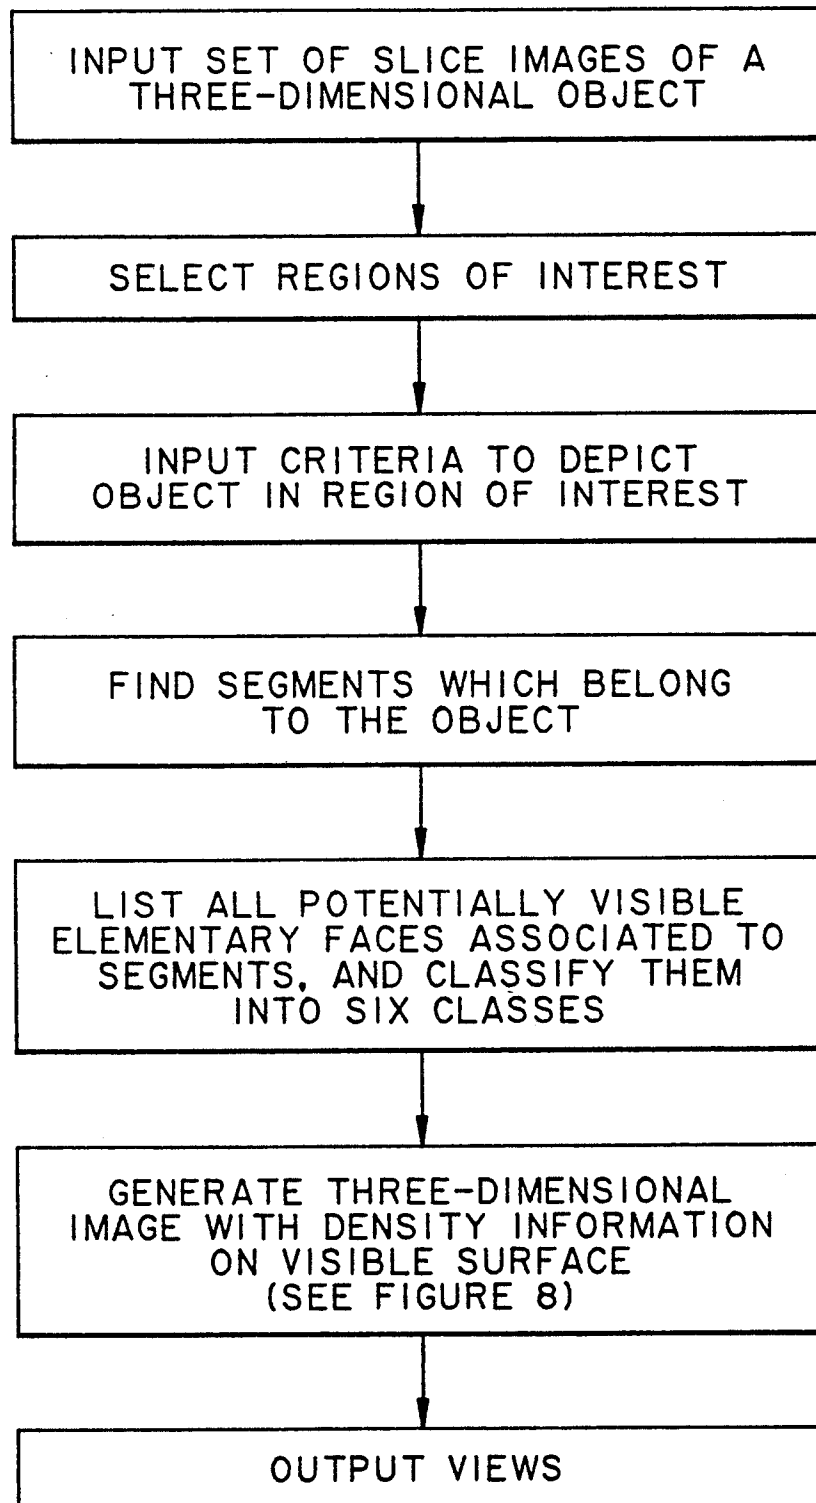 INPUT SET OF SLICE IMAGES OF A
THREE-DIMENSIONAL OBJECT
SELECT REGIONS OF INTEREST
INPUT CRITERIA TO DEPICT
OBJECT IN REGION OF INTEREST
FIND SEGMENTS WHICH BELONG
TO THE OBJECT
LIST ALL POTENTIALLY VISIBLE
ELEMENTARY FACES ASSOCIATED TO
SEGMENTS, AND CLASSIFY THEM
INTO SIX CLASSES
GENERATE THREE-DIMENSIONAL
IMAGE WITH DENSITY INFORMATION
ON VISIBLE SURFACE
(SEE FIGURE 8)
OUTPUT VIEWS